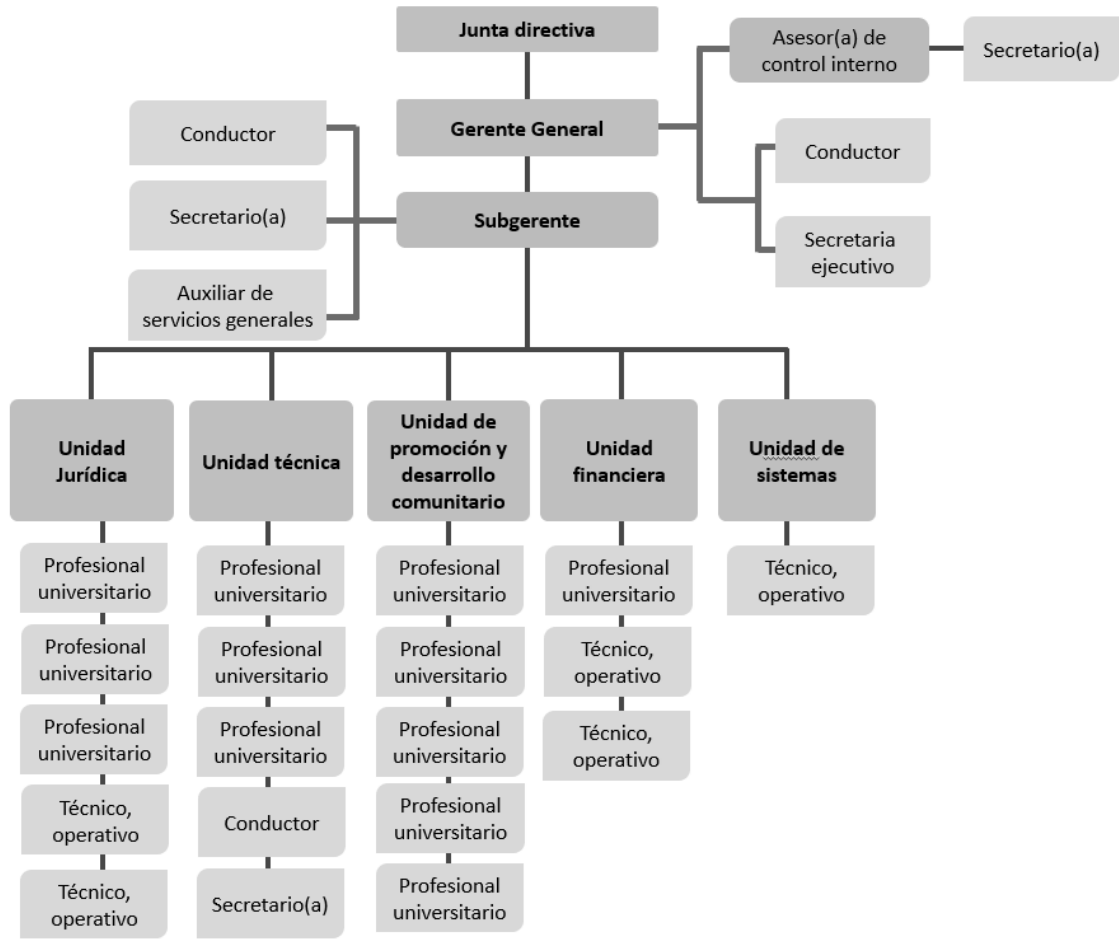 Junta directiva
Asesor(a) de
control interno
Secretario(a)
Gerente General
Conductor
Conductor
Secretario(a)
Subgerente
Secretaria
ejecutivo
Auxiliar de
servicios generales
Unidad
Jurídica
Unidad técnica
Unidad de
promoción y
desarrollo
comunitario
Unidad
financiera
Unidad de
sistemas
Profesional
universitario
Profesional
universitario
Profesional
universitario
Técnico,
operativo
Técnico,
operativo
Profesional
universitario
Profesional
universitario
Profesional
universitario
Conductor
Secretario(a)
Profesional
universitario
Profesional
universitario
Profesional
universitario
Profesional
universitario
Profesional
universitario
Profesional
universitario
Técnico,
operativo
Técnico,
operativo
Técnico,
operativo